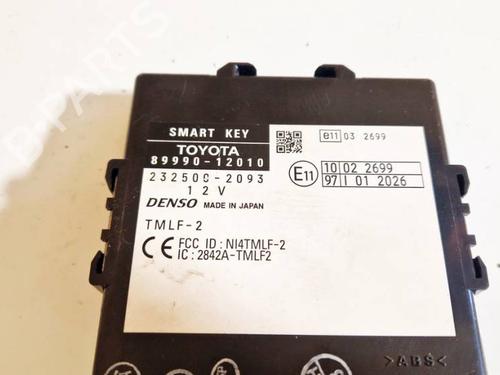 SMART KEY
TOYOTA
89990-12010
232500-2093
12V
DENSO MADE IN JAPAN
TMLF-2
CE FCC ID : NI4TMLF-2
IC : 2842A-TMLF2
e11 03 2699
E11 10 02 2699
97 I 01 2026
>ABS<